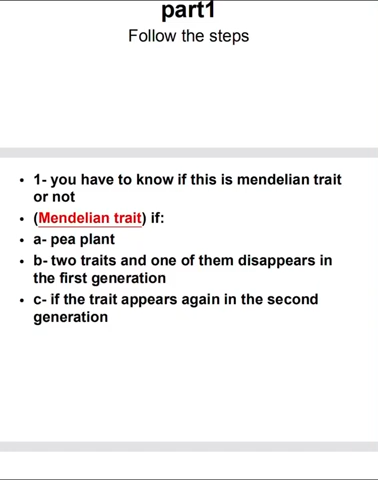 part1
Follow the steps
• 1- you have to know if this is mendelian trait
or not
• (Mendelian trait) if:
• a- pea plant
• b- two traits and one of them disappears in
the first generation
• c- if the trait appears again in the second
generation